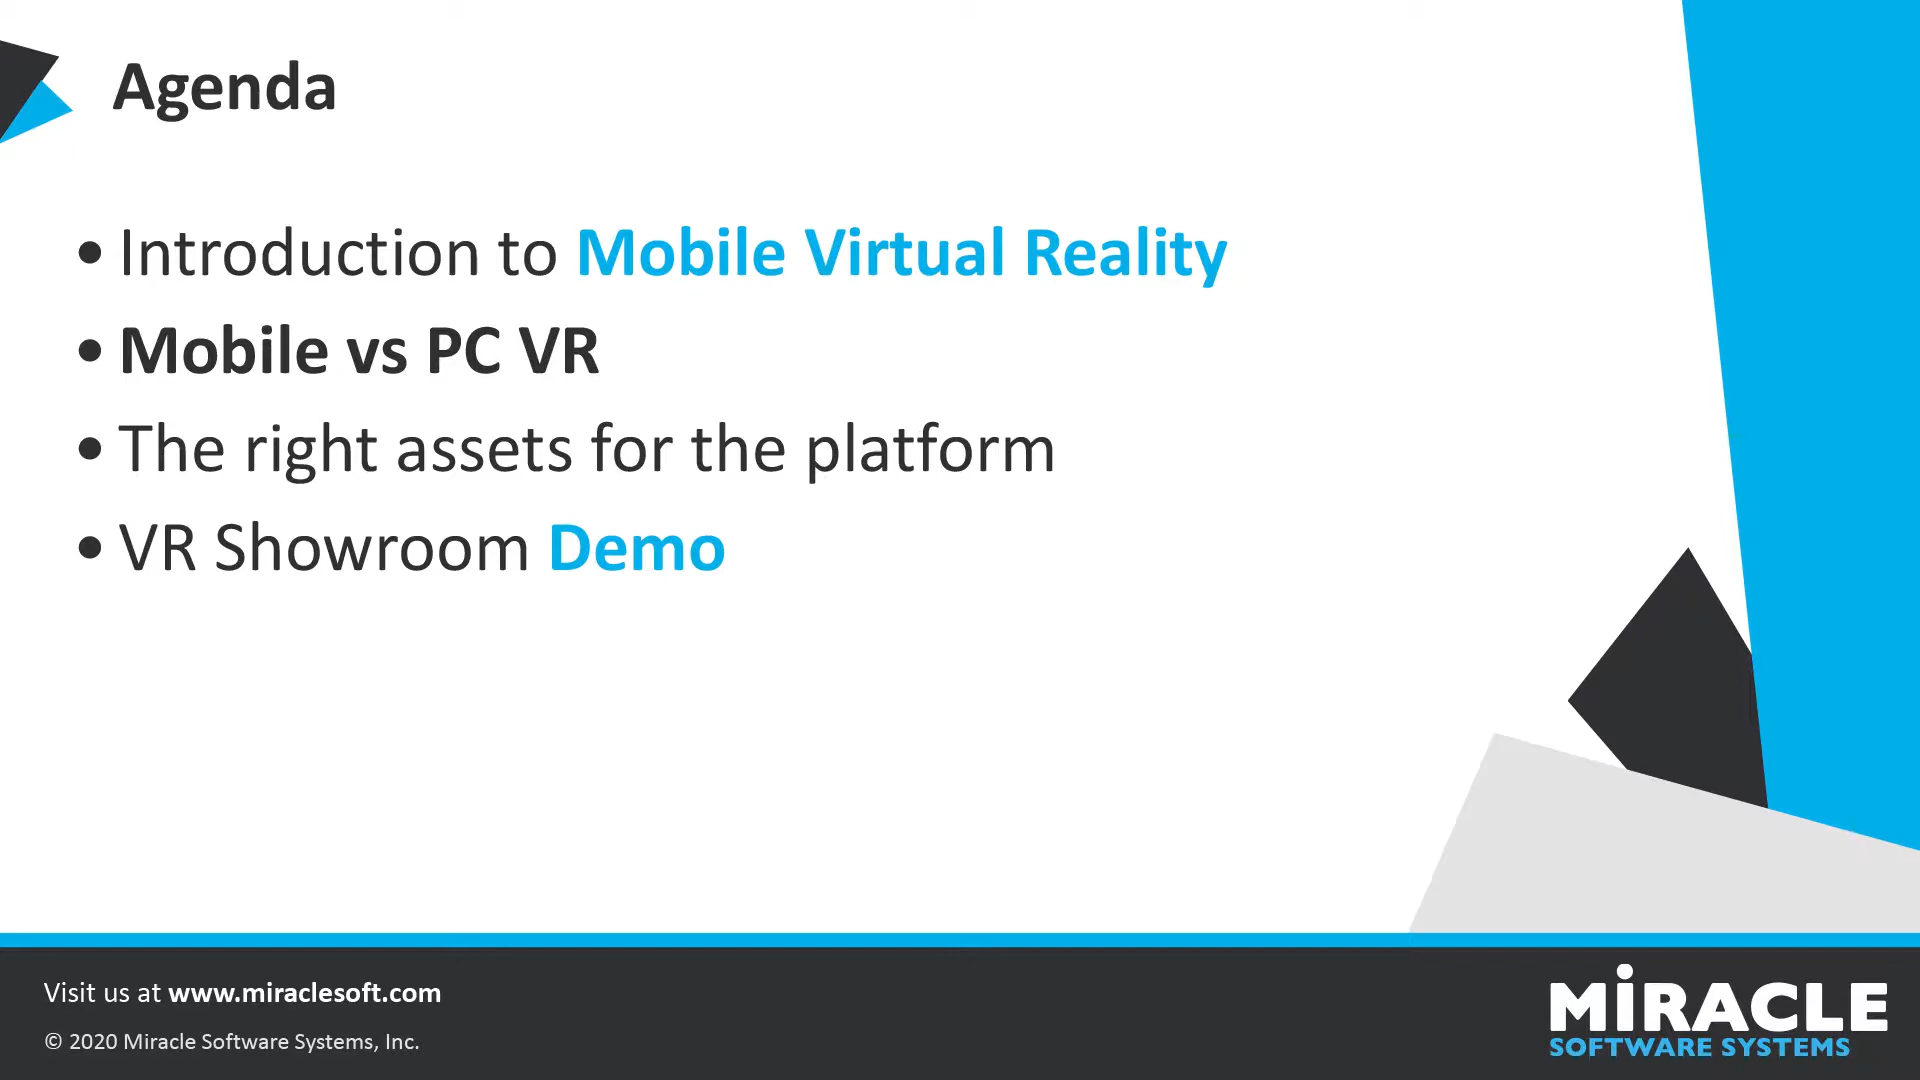 Agenda
• Introduction to Mobile Virtual Reality
• Mobile vs PC VR
• The right assets for the platform
• VR Showroom Demo
Visit us at www.miraclesoft.com
© 2020 Miracle Software Systems, Inc.
MiRACLE
SOFTWARE SYSTEMS